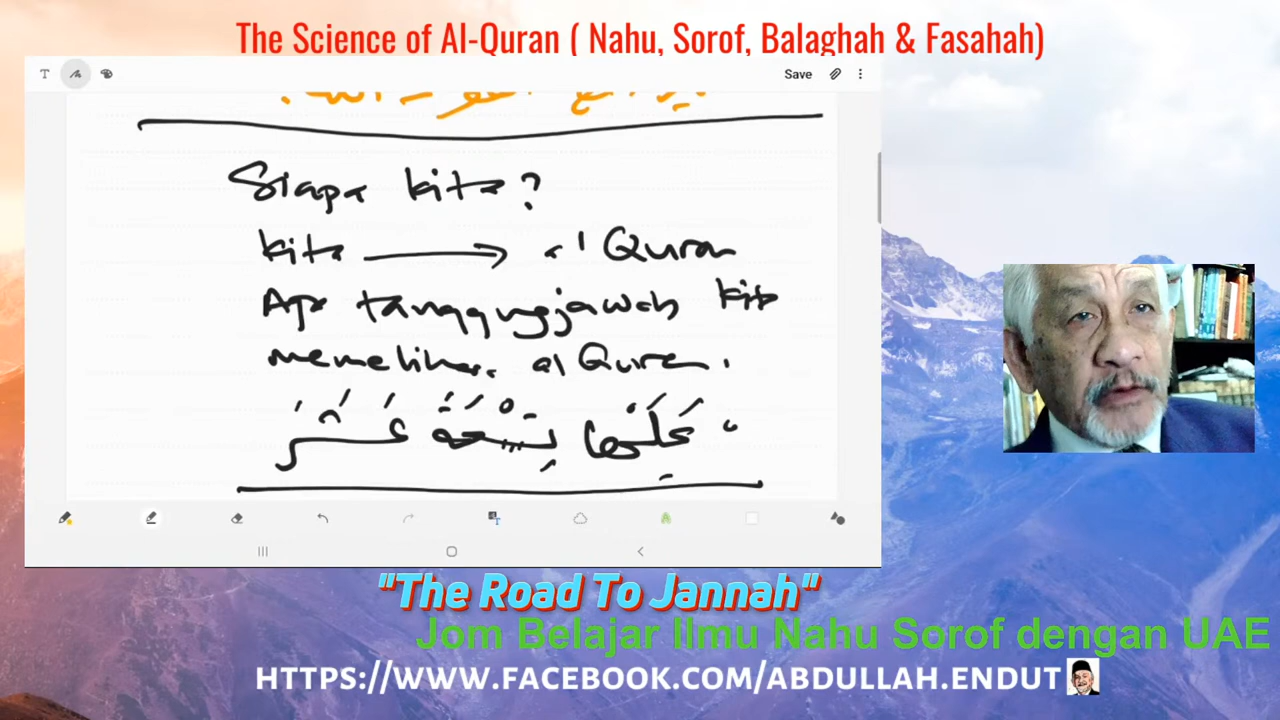 The Science of Al-Quran ( Nahu, Sorof, Balaghah & Fasahah)
T
Save
Siapa kita?
kita → al Quran
Apa tanggungjawab kita
memelihara al Quran.
عَلَيْهَا تِسْعَةَ عَشَرَ
"The Road To Jannah"
Jom Belajar Ilmu Nahu Sorof dengan UAE
HTTPS://WWW.FACEBOOK.COM/ABDULLAH.ENDUT